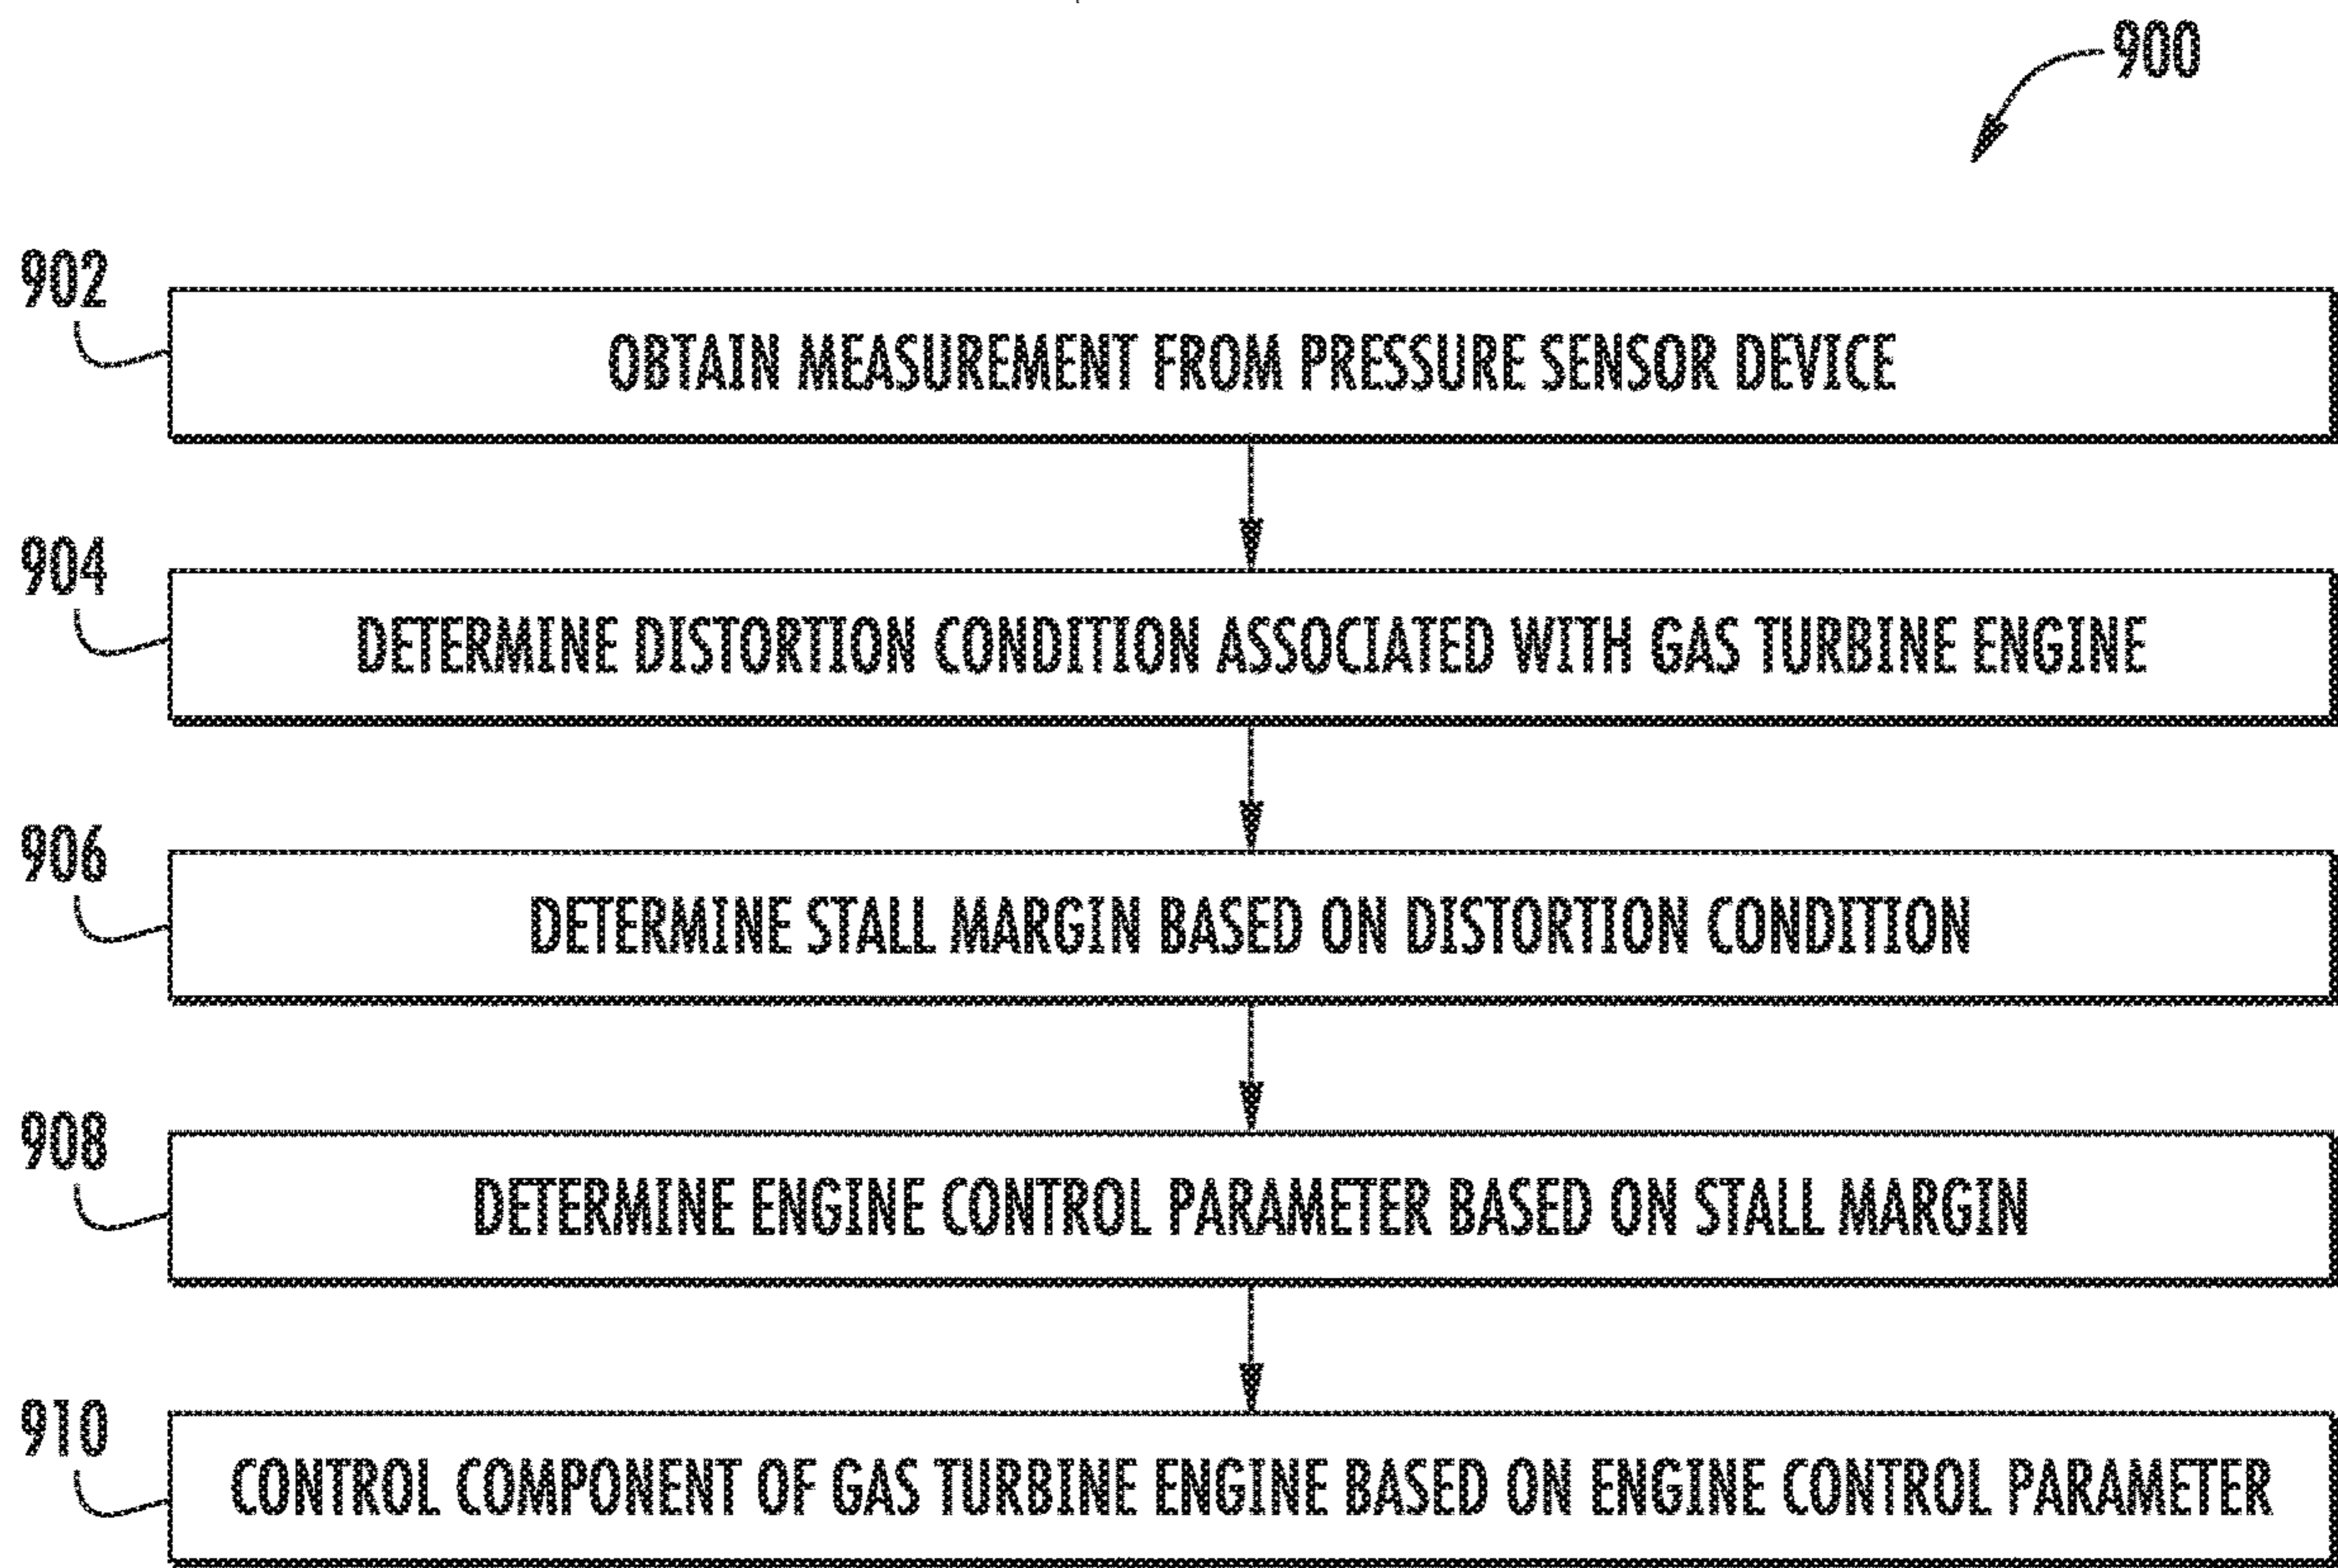 900
902
OBTAIN MEASUREMENT FROM PRESSURE SENSOR DEVICE
904
DETERMINE DISTORTION CONDITION ASSOCIATED WITH GAS TURBINE ENGINE
906
DETERMINE STALL MARGIN BASED ON DISTORTION CONDITION
908
DETERMINE ENGINE CONTROL PARAMETER BASED ON STALL MARGIN
910
CONTROL COMPONENT OF GAS TURBINE ENGINE BASED ON ENGINE CONTROL PARAMETER